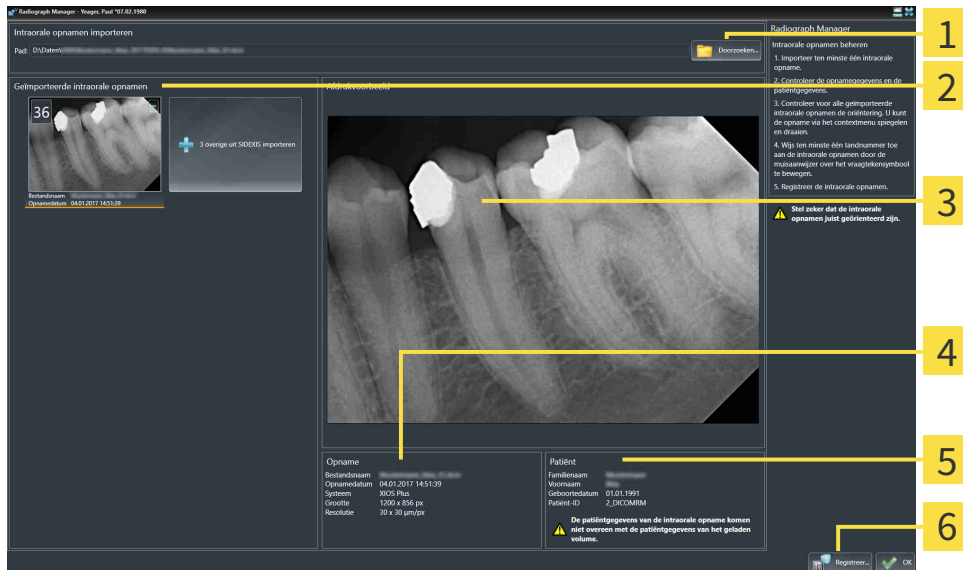 Radiograph Manager - Yeager, Paul *07.02.1980
Intraorale opnamen importeren
Pad: D:\Daten\
Doorzoeken...
Geïmporteerde intraorale opnamen
36
Bestandsnaam
Opnamedatum 04.01.2017 14:51:39
3 overige uit SIDEXIS importeren
Afdrukvoorbeeld
Opname
Bestandsnaam
Opnamedatum 04.01.2017 14:51:39
Systeem XIOS Plus
Grootte 1200 x 856 px
Resolutie 30 x 30 µm/px
Patiënt
Familienaam
Voornaam
Geboortedatum 01.01.1991
Patiënt-ID 2_DICOMRM
De patiëntgegevens van de intraorale opname komen
niet overeen met de patiëntgegevens van het geladen
volume.
Radiograph Manager
Intraorale opnamen beheren
1. Importeer ten minste één intraorale
opname.
2. Controleer de opnamegegevens en de
patiëntgegevens.
3. Controleer voor alle geïmporteerde
intraorale opnamen de oriëntering. U kunt
de opname via het contextmenu spiegelen
en draaien.
4. Wijs ten minste één tandnummer toe
aan de intraorale opnamen door de
muisaanwijzer over het vraagtekensymbool
te bewegen.
5. Registreer de intraorale opnamen.
Stel zeker dat de intraorale
opnamen juist georiënteerd zijn.
Registreer...
OK
1
2
3
4
5
6